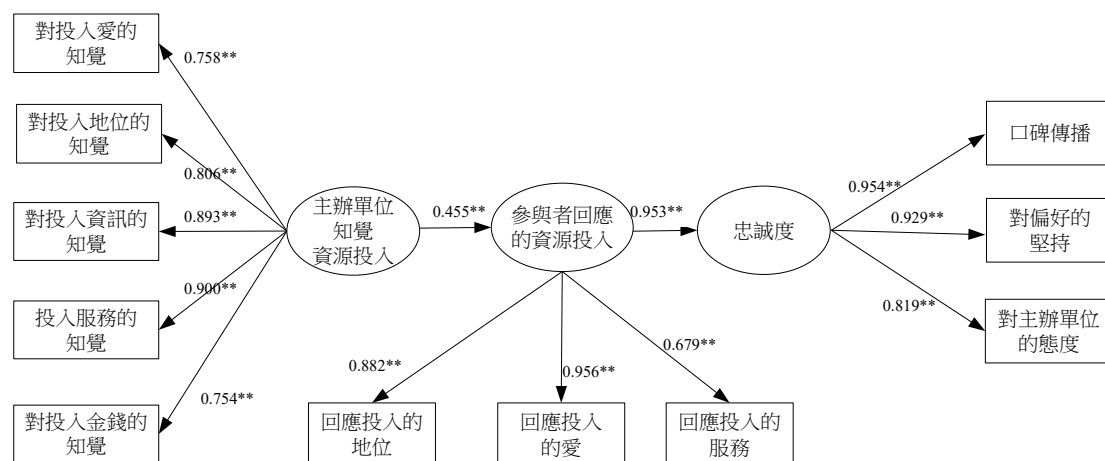 對投入愛的
知覺
0.758**
對投入地位的
知覺
0.806**
對投入資訊的
知覺
0.893**
投入服務的
知覺
0.900**
對投入金錢的
知覺
0.754**
主辦單位
知覺
資源投入
0.455**
參與者回應
的資源投入
0.953**
忠誠度
0.882**
回應投入的
地位
0.956**
回應投入
的愛
0.679**
回應投入的
服務
0.954**
口碑傳播
0.929**
對偏好的
堅持
0.819**
對主辦單位
的態度